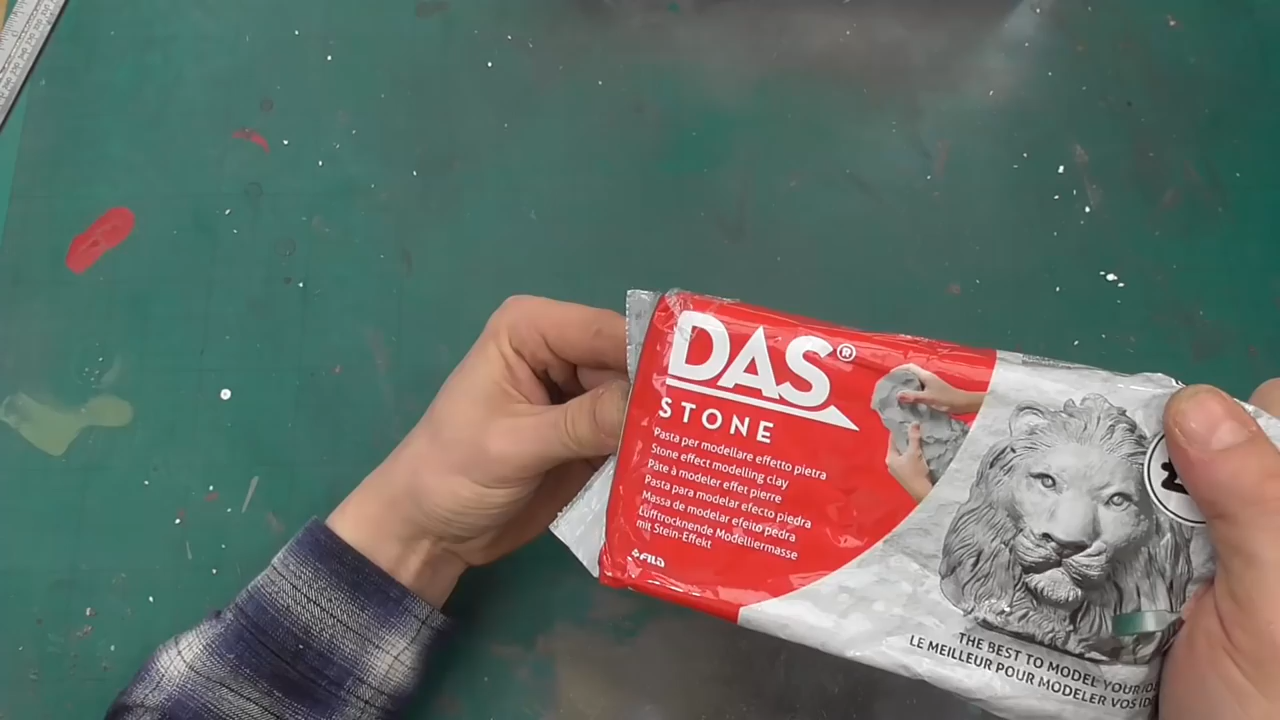 DAS®
STONE
Pasta per modellare effetto pietra
Stone effect modelling clay
Pâte à modeler effet pierre
Pasta para modelar efecto piedra
Massa de modelar efeito pedra
Lufttrocknende Modelliermasse
mit Stein-Effekt
FILA
THE BEST TO MODEL YOUR
LE MEILLEUR POUR MODELER VOS